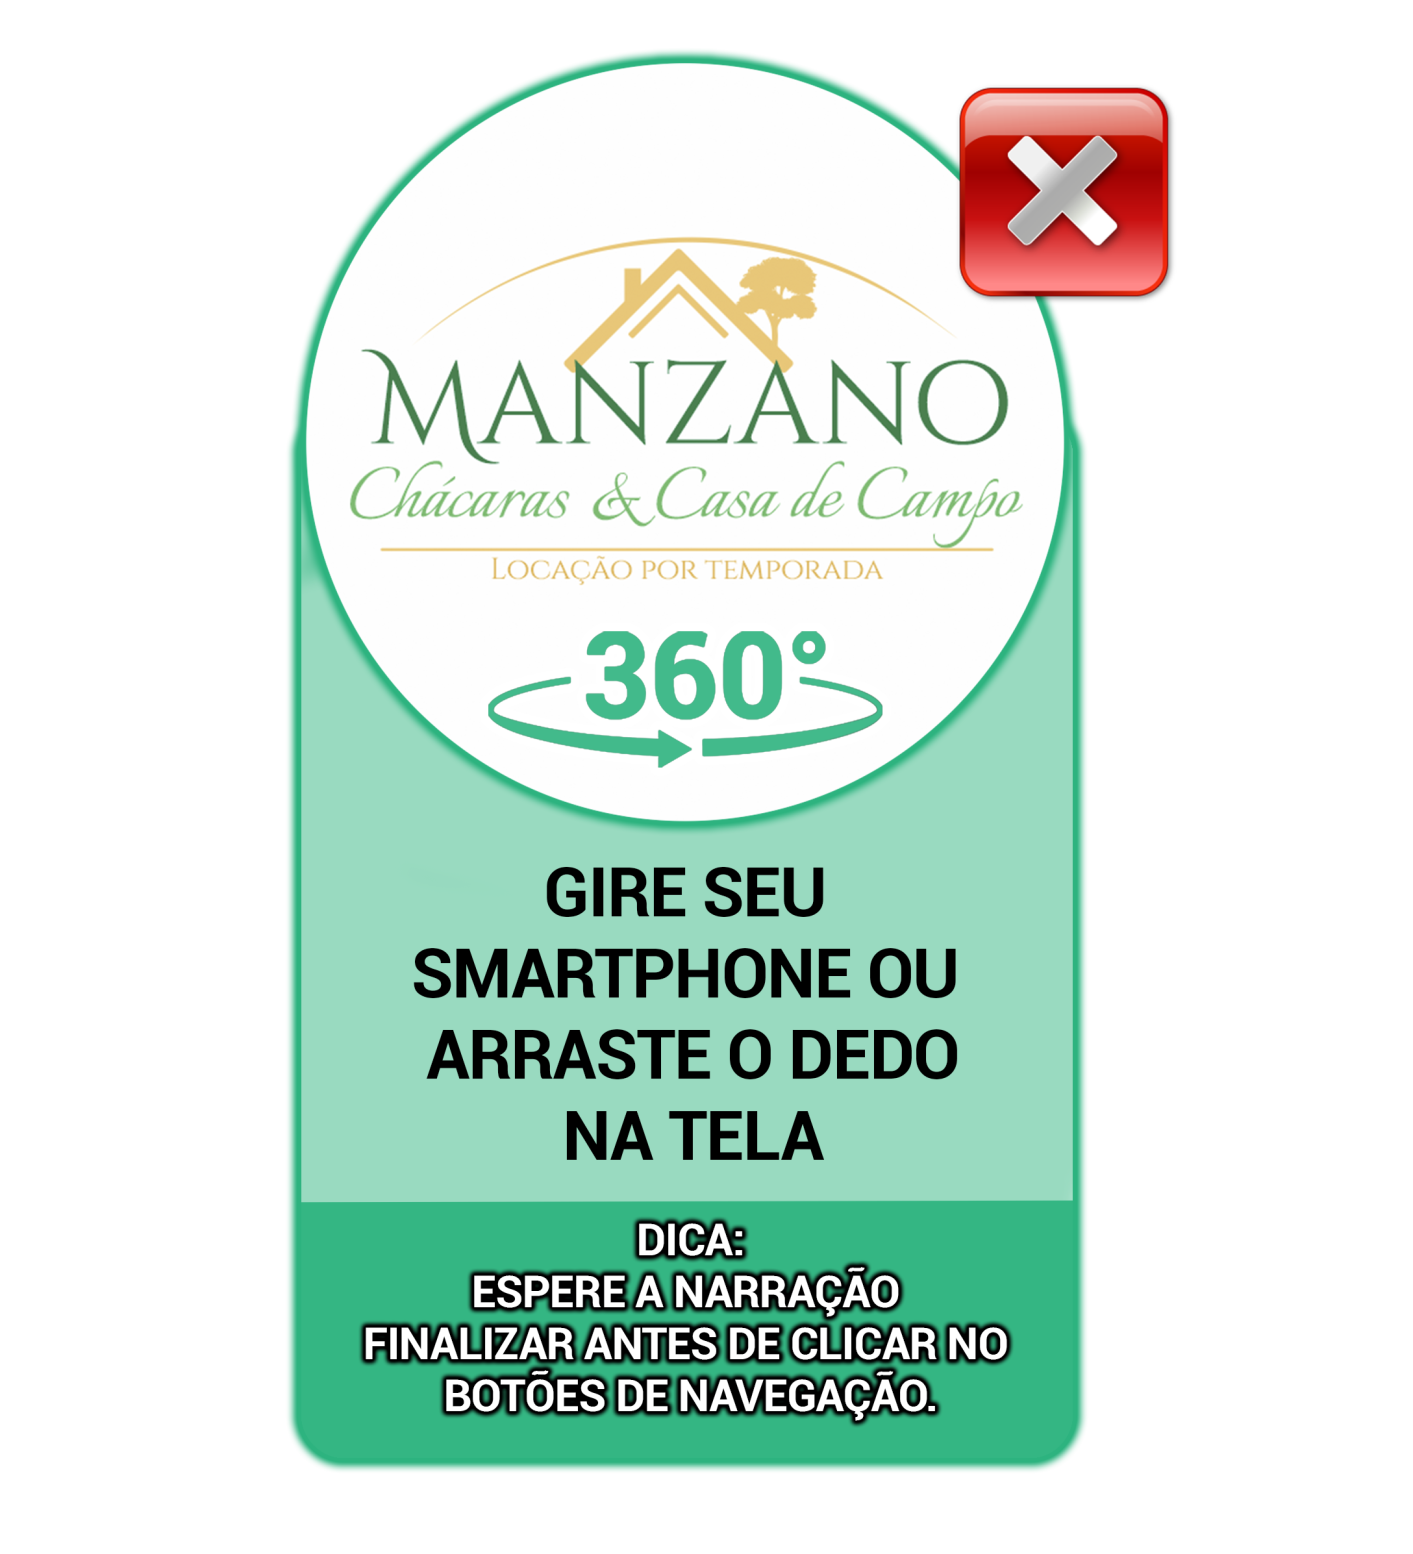 MANZANO
Chácaras & Casa de Campo
LOCAÇÃO POR TEMPORADA
360°
GIRE SEU
SMARTPHONE OU
ARRASTE O DEDO
NA TELA
DICA:
ESPERE A NARRAÇÃO
FINALIZAR ANTES DE CLICAR NO
BOTÕES DE NAVEGAÇÃO.